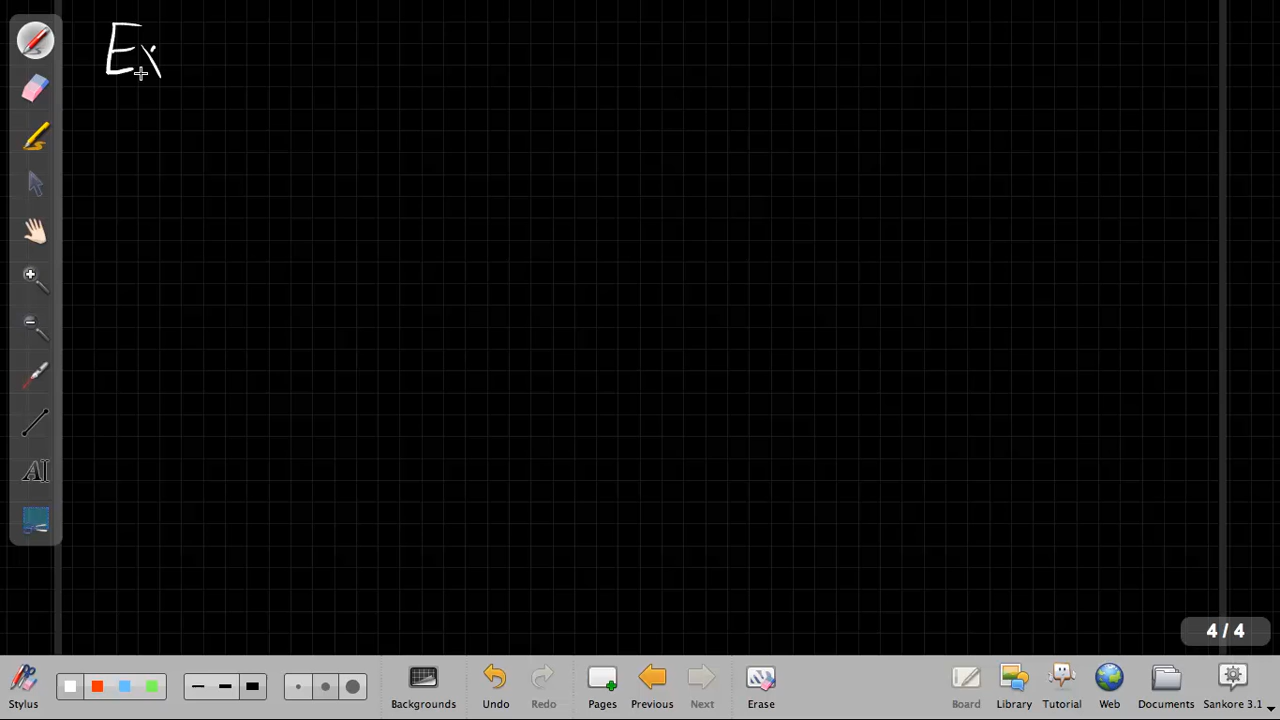 Ex
4 / 4
Stylus
Backgrounds
Undo
Redo
Pages
Previous
Next
Erase
Board
Library
Tutorial
Web
Documents
Sankore 3.1